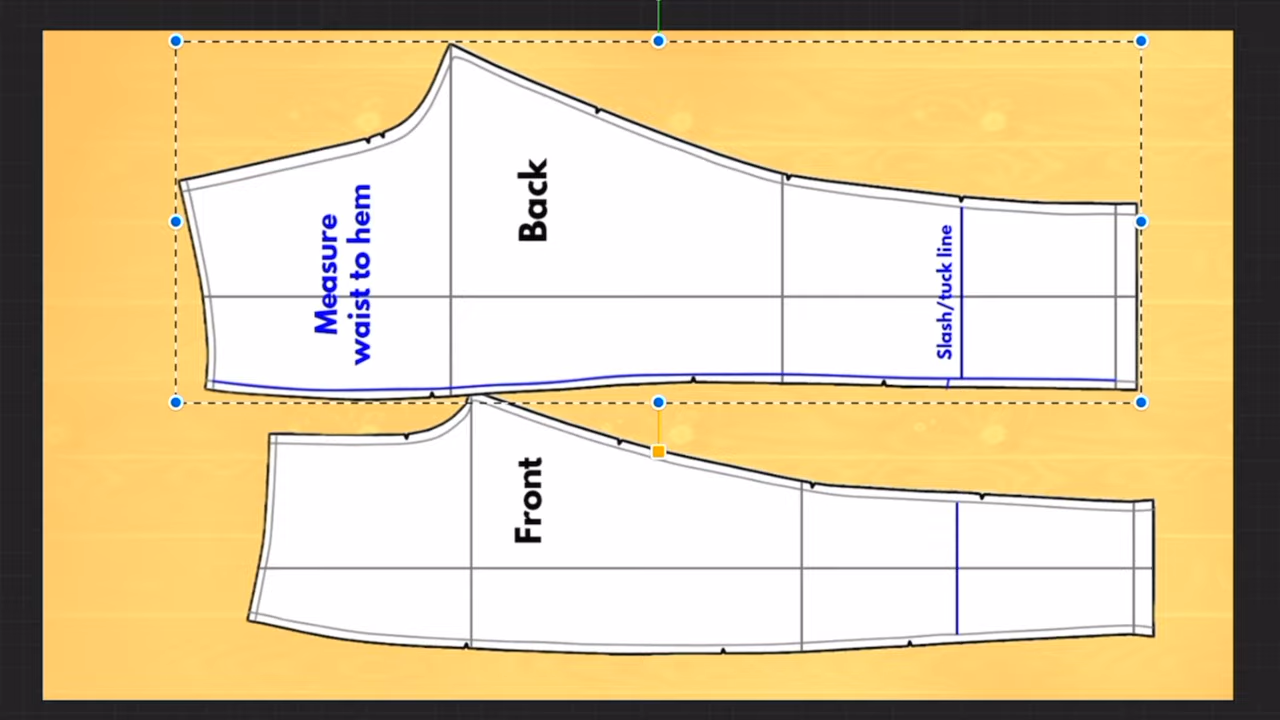 Measure
waist to hem
Back
Slash/tuck line
Front